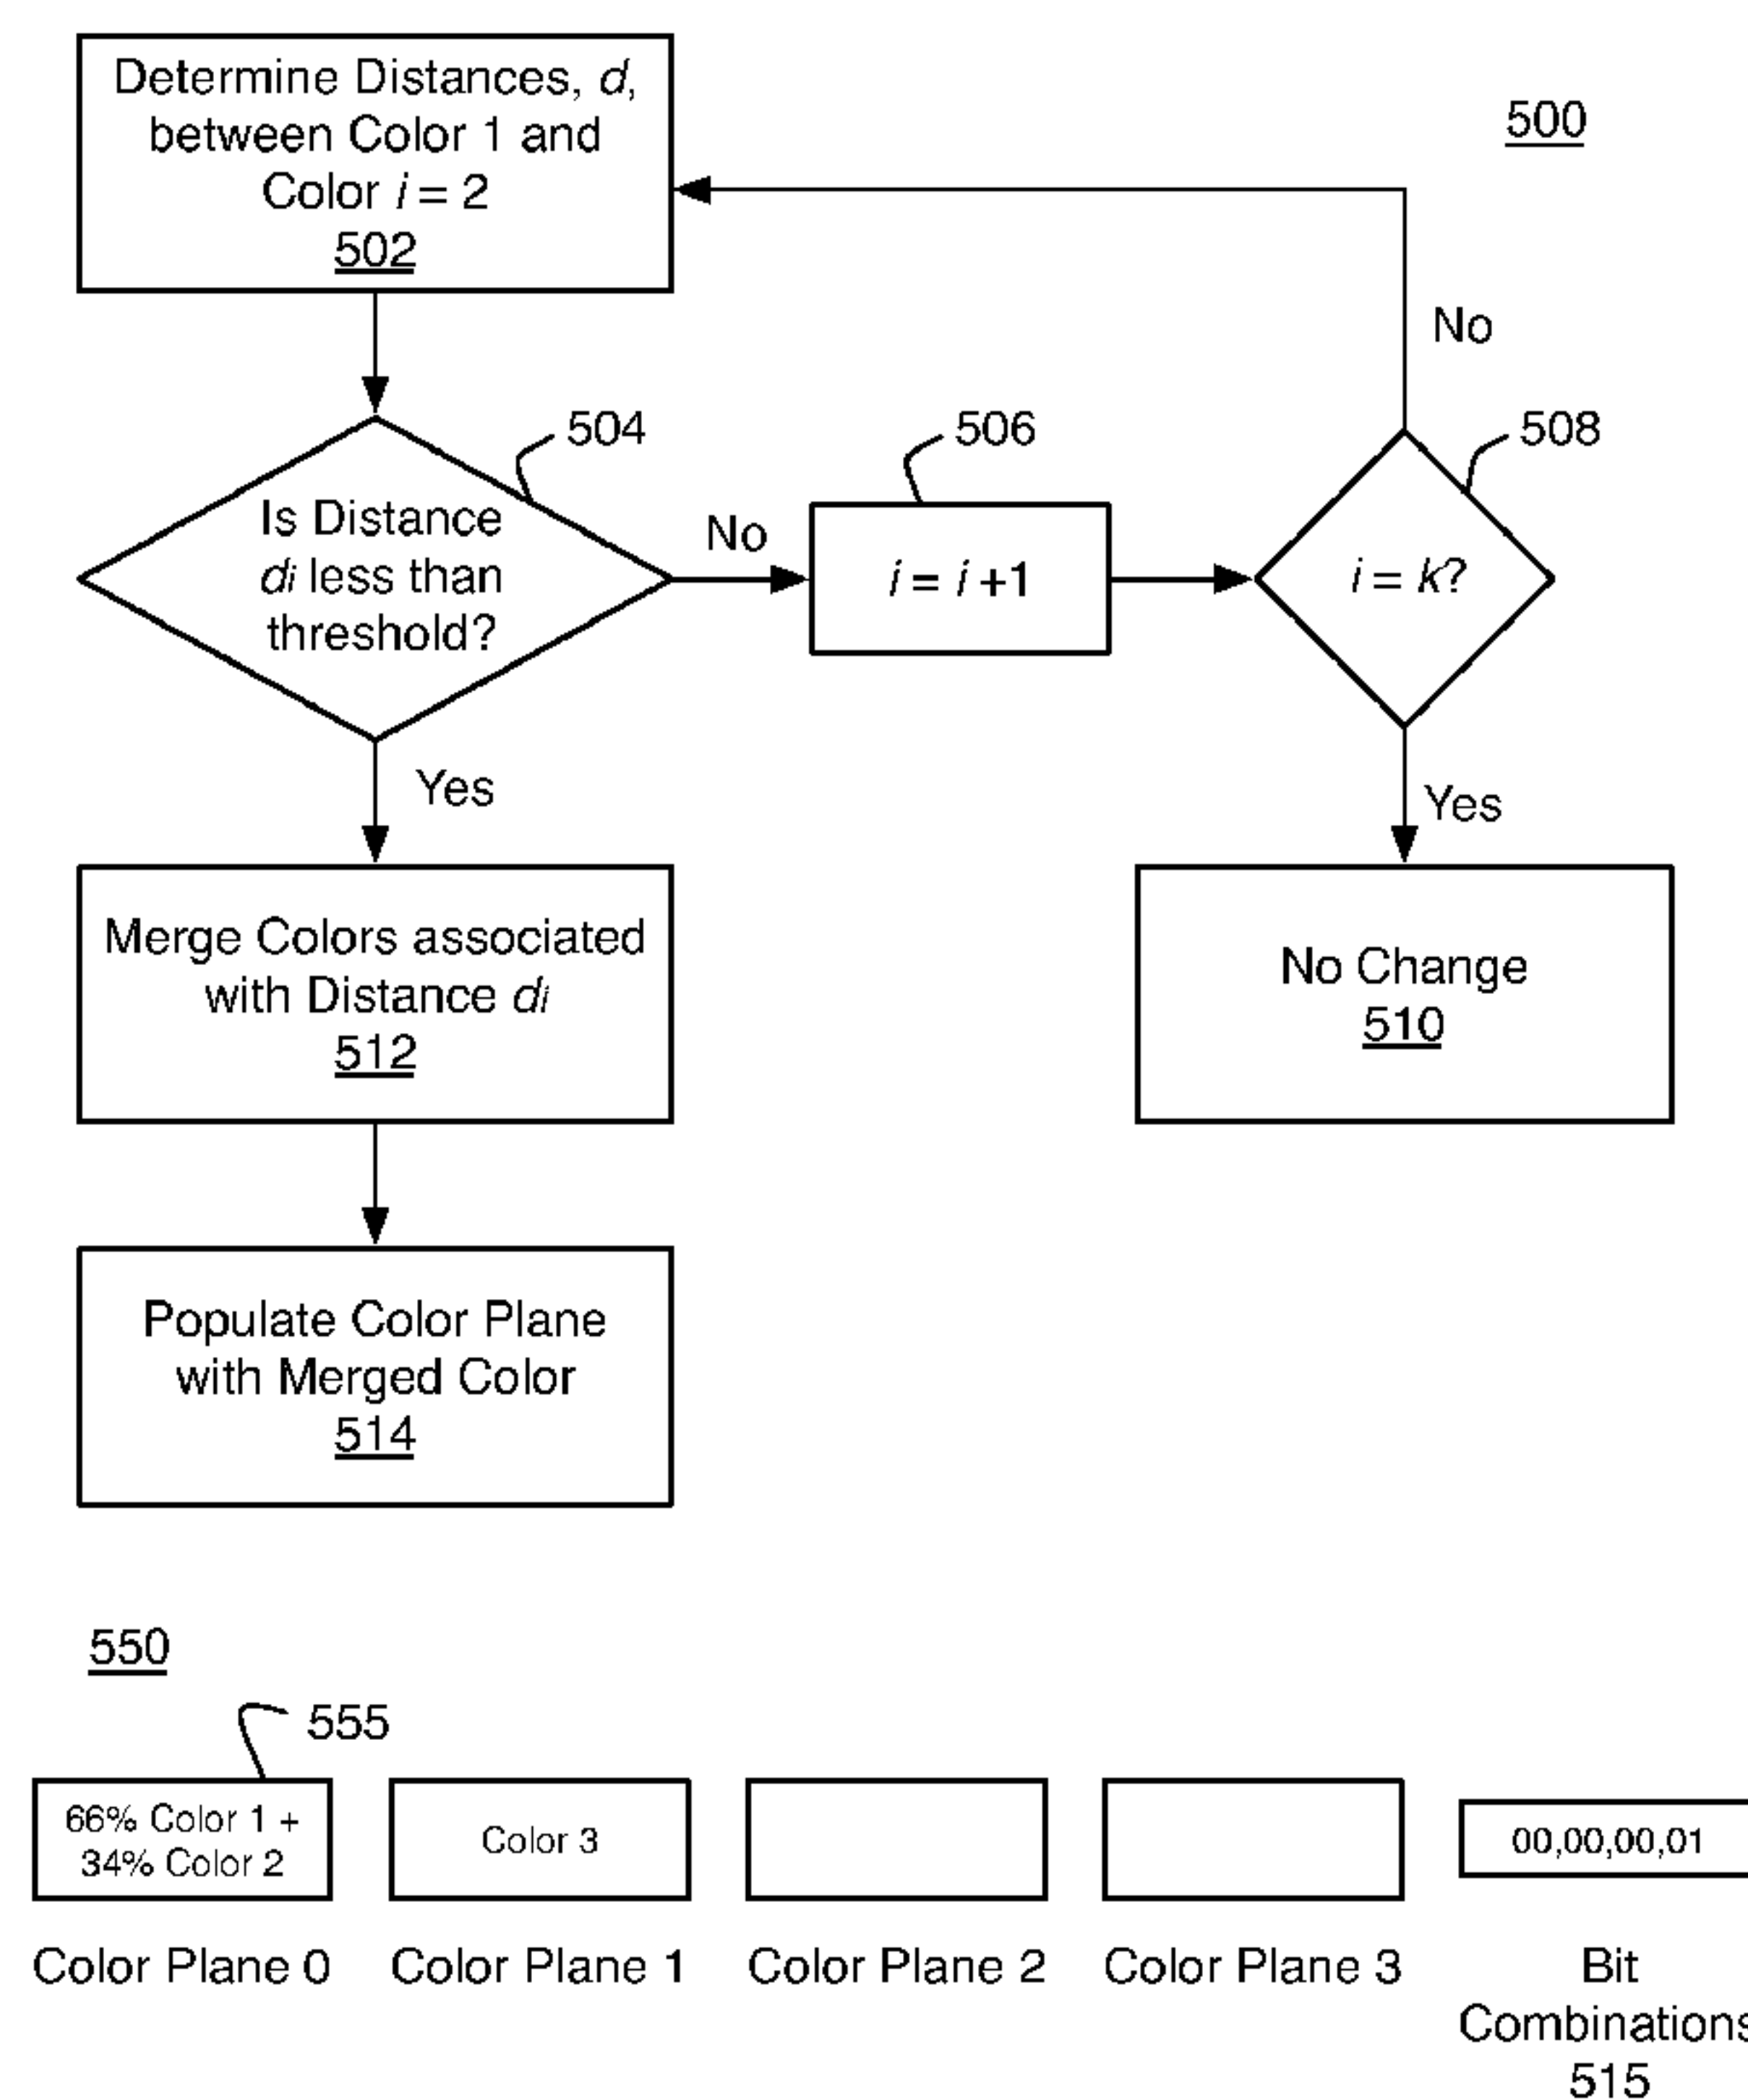 Determine Distances, d,
between Color 1 and
Color i = 2
502
500
No
504
506
508
Is Distance
di less than
threshold?
No
i = i +1
i = k?
Yes
Yes
Merge Colors associated
with Distance di
512
No Change
510
Populate Color Plane
with Merged Color
514
550
555
66% Color 1 +
34% Color 2
Color 3
00,00,00,01
Color Plane 0
Color Plane 1
Color Plane 2
Color Plane 3
Bit
Combinations
515